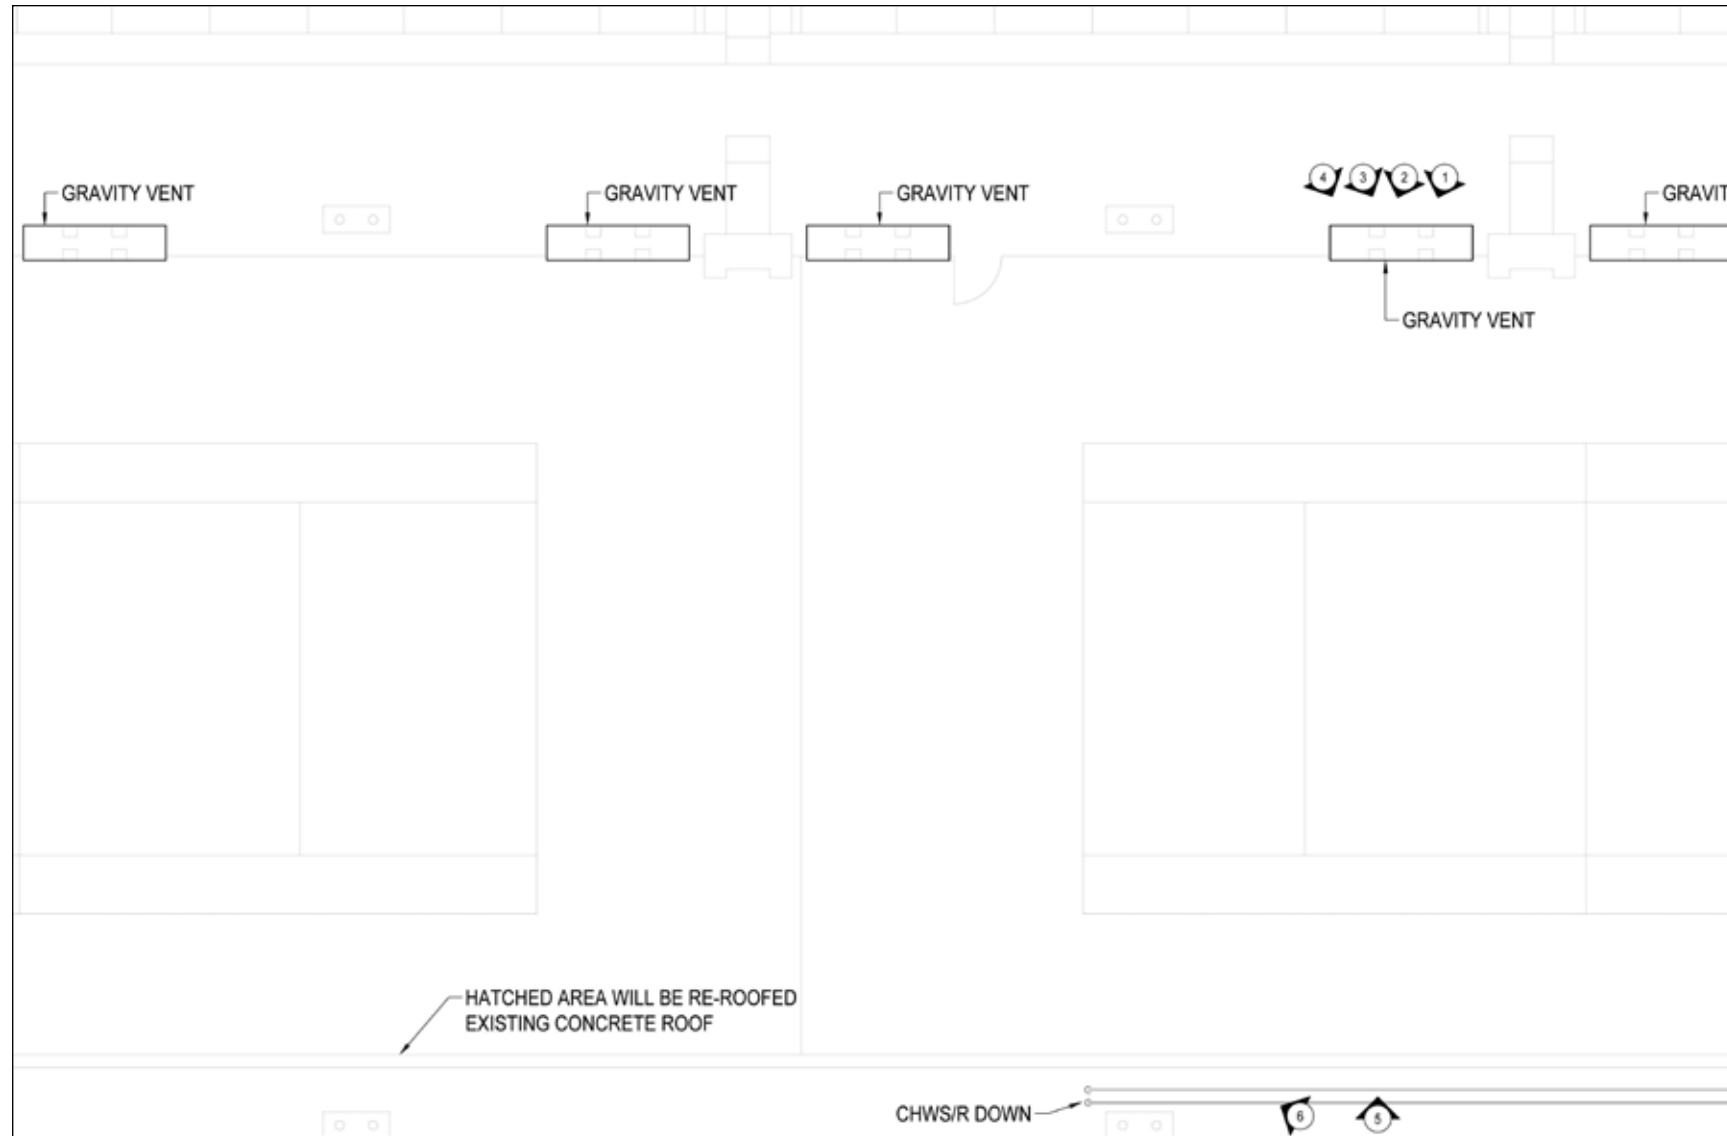 GRAVITY VENT
GRAVITY VENT
GRAVITY VENT
4 3 2 1
GRAVIT
GRAVITY VENT
HATCHED AREA WILL BE RE-ROOFED
EXISTING CONCRETE ROOF
CHWS/R DOWN
6 5